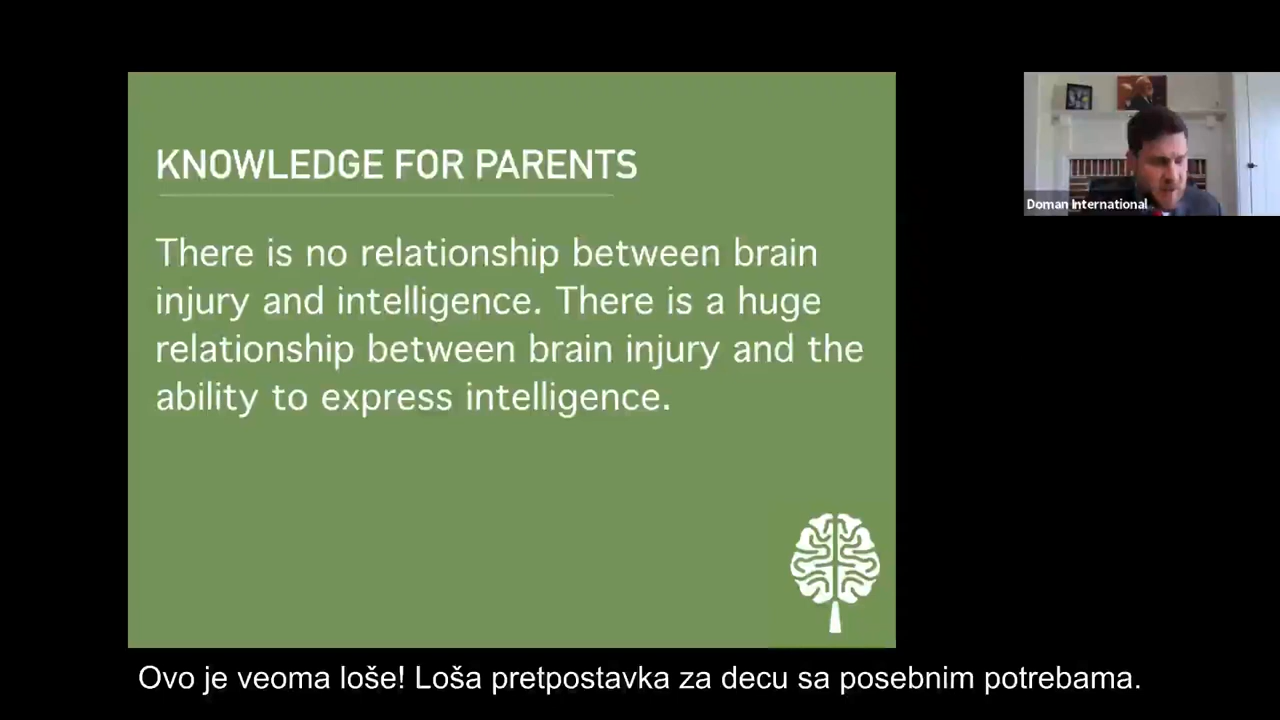 KNOWLEDGE FOR PARENTS
There is no relationship between brain
injury and intelligence. There is a huge
relationship between brain injury and the
ability to express intelligence.
Doman International
Ovo je veoma loše! Loša pretpostavka za decu sa posebnim potrebama.